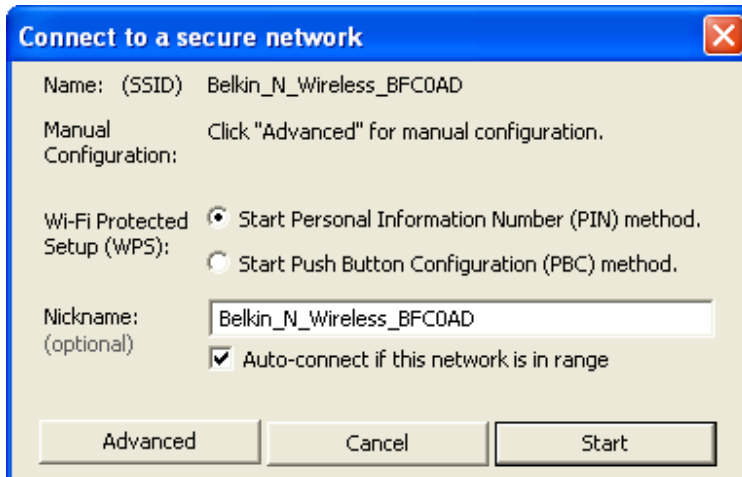 Connect to a secure network
Name: (SSID) Belkin_N_Wireless_BFC0AD
Manual Configuration: Click "Advanced" for manual configuration.
Wi-Fi Protected Setup (WPS): Start Personal Information Number (PIN) method.
Start Push Button Configuration (PBC) method.
Nickname: Belkin_N_Wireless_BFC0AD
(optional)
Auto-connect if this network is in range
Advanced Cancel Start